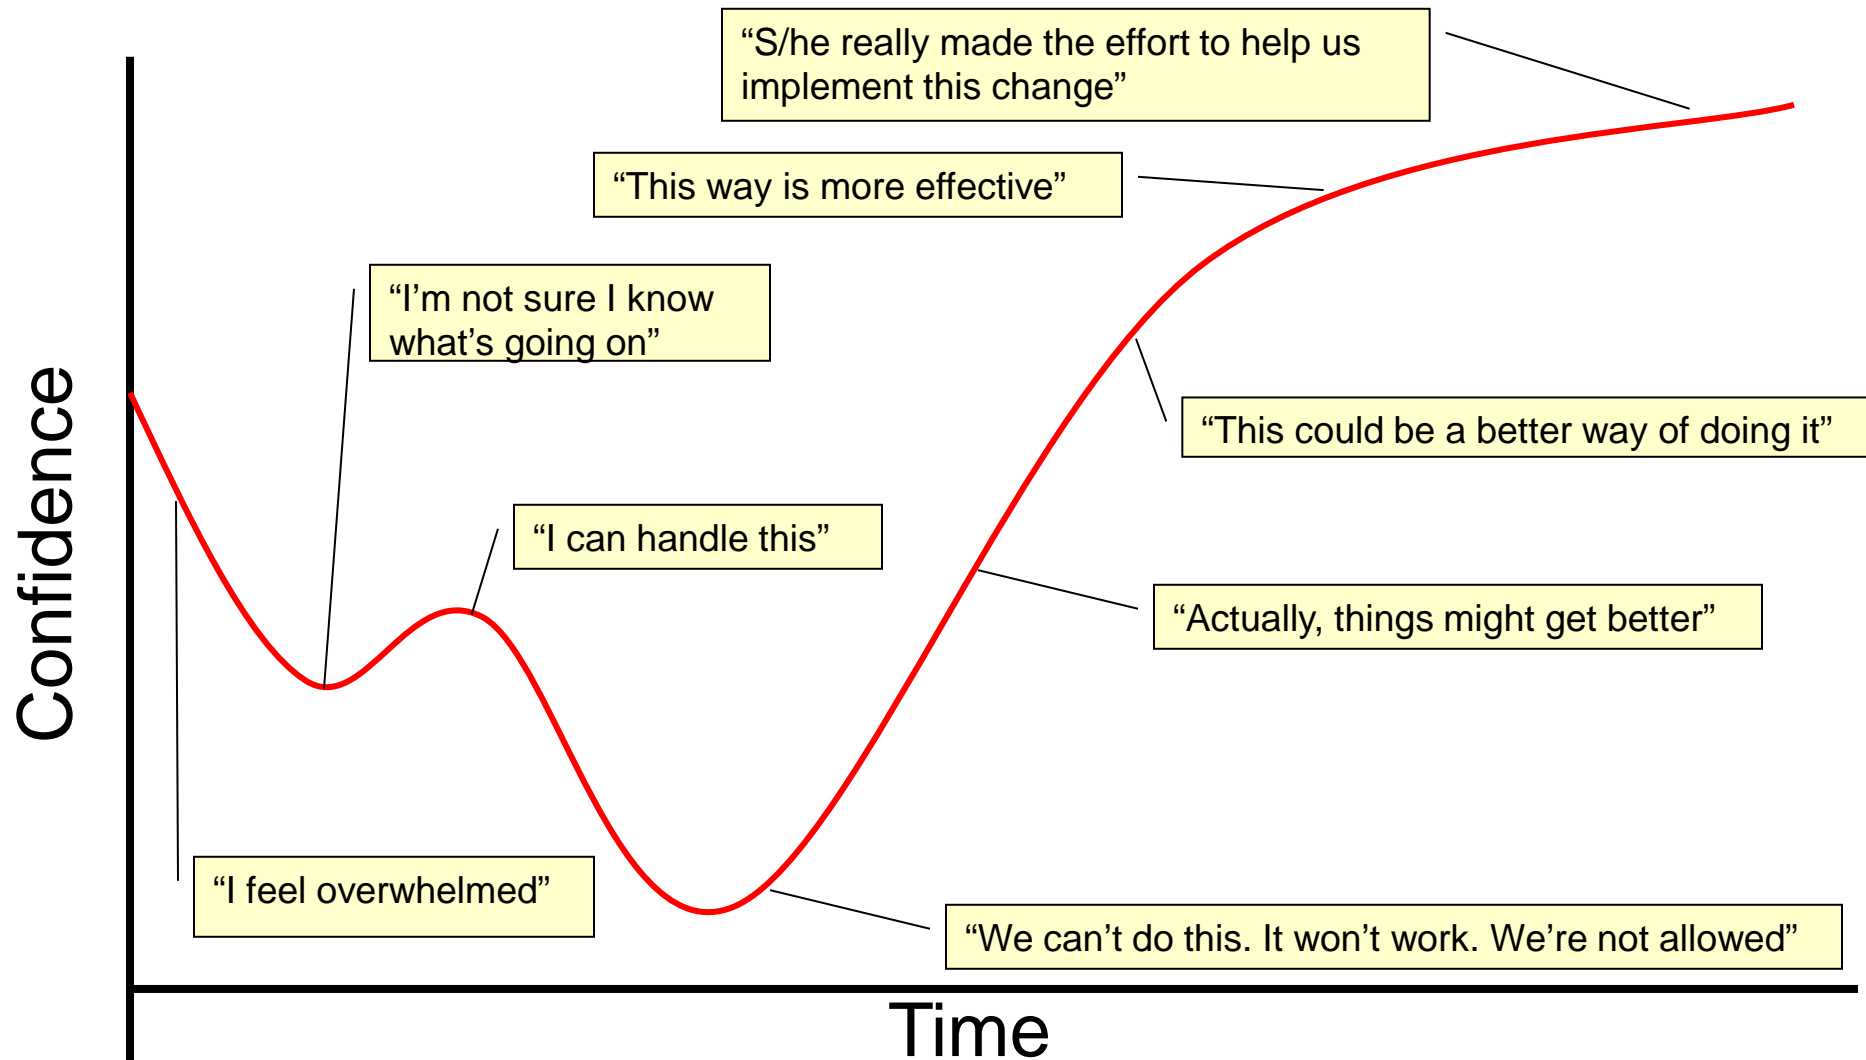 “S/he really made the effort to help us
implement this change”
“This way is more effective”
“I’m not sure I know
what’s going on”
“This could be a better way of doing it”
“I can handle this”
“Actually, things might get better”
“I feel overwhelmed”
“We can’t do this. It won’t work. We’re not allowed”
Confidence
Time